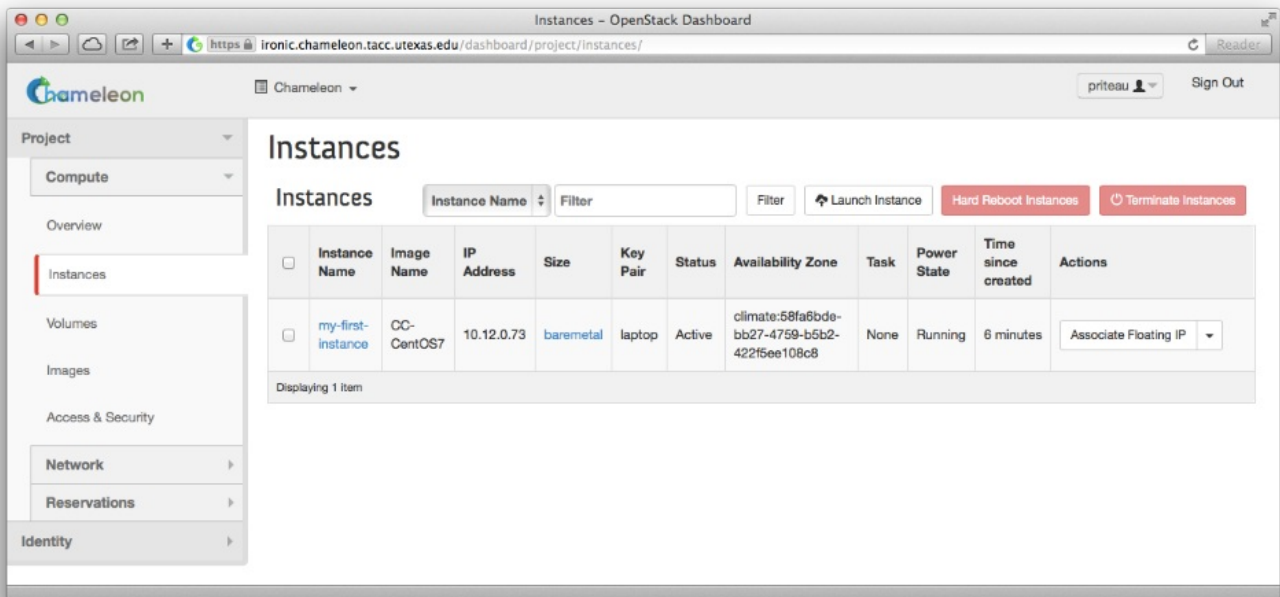 Instances – OpenStack Dashboard
https ironic.chameleon.tacc.utexas.edu/dashboard/project/instances/ Reader
Chameleon Chameleon priteau Sign Out
Project
Compute
Overview
Instances
Volumes
Images
Access & Security
Network
Reservations
Identity
Instances
Instances Instance Name Filter Filter Launch Instance Hard Reboot Instances Terminate Instances
Instance Name Image Name IP Address Size Key Pair Status Availability Zone Task Power State Time since created Actions
my-first-instance CC-CentOS7 10.12.0.73 baremetal laptop Active climate:58fa6bde-bb27-4759-b5b2-422f5ee108c8 None Running 6 minutes Associate Floating IP
Displaying 1 item